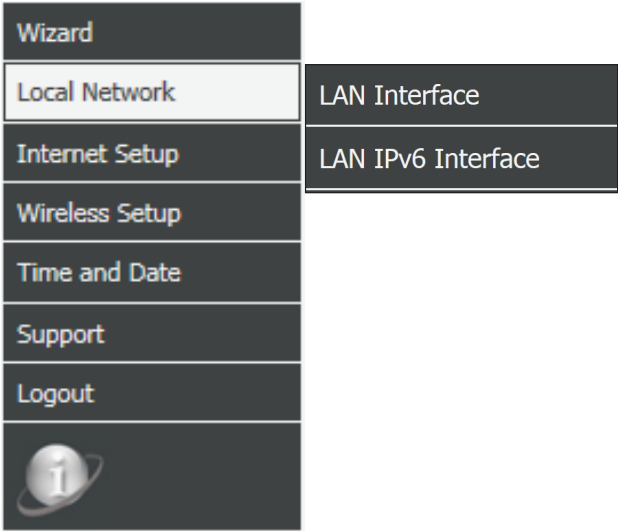 Wizard
Local Network
LAN Interface
LAN IPv6 Interface
Internet Setup
Wireless Setup
Time and Date
Support
Logout
i